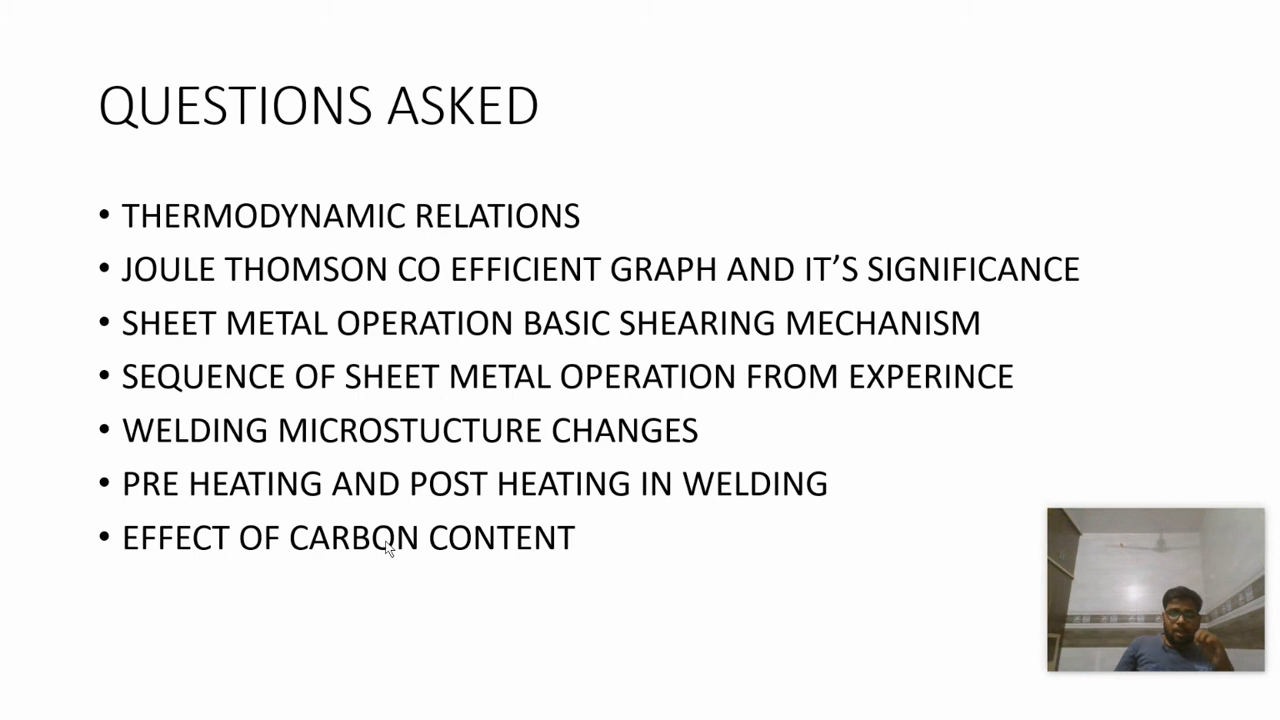 QUESTIONS ASKED
• THERMODYNAMIC RELATIONS
• JOULE THOMSON CO EFFICIENT GRAPH AND IT’S SIGNIFICANCE
• SHEET METAL OPERATION BASIC SHEARING MECHANISM
• SEQUENCE OF SHEET METAL OPERATION FROM EXPERINCE
• WELDING MICROSTUCTURE CHANGES
• PRE HEATING AND POST HEATING IN WELDING
• EFFECT OF CARBON CONTENT